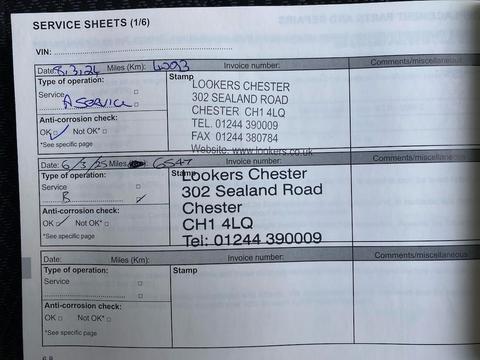 SERVICE SHEETS (1/6)
VIN:
Date: 8.3.24 Miles (Km): 6293 Invoice number: Comments/miscellaneous
Type of operation: Stamp
Service
A SERVICE
Anti-corrosion check:
OK Not OK*
*See specific page
LOOKERS CHESTER
302 SEALAND ROAD
CHESTER CH1 4LQ
TEL. 01244 390009
FAX 01244 380784
Website: www.lookers.co.uk
Date: 6/3/25 Miles 6547 Invoice number: Comments/miscellaneous
Type of operation: Stamp
Service
B
Anti-corrosion check:
OK Not OK*
*See specific page
Lookers Chester
302 Sealand Road
Chester
CH1 4LQ
Tel: 01244 390009
Date: Miles (Km): Invoice number: Comments/miscellaneous
Type of operation: Stamp
Service
Anti-corrosion check:
OK Not OK*
*See specific page